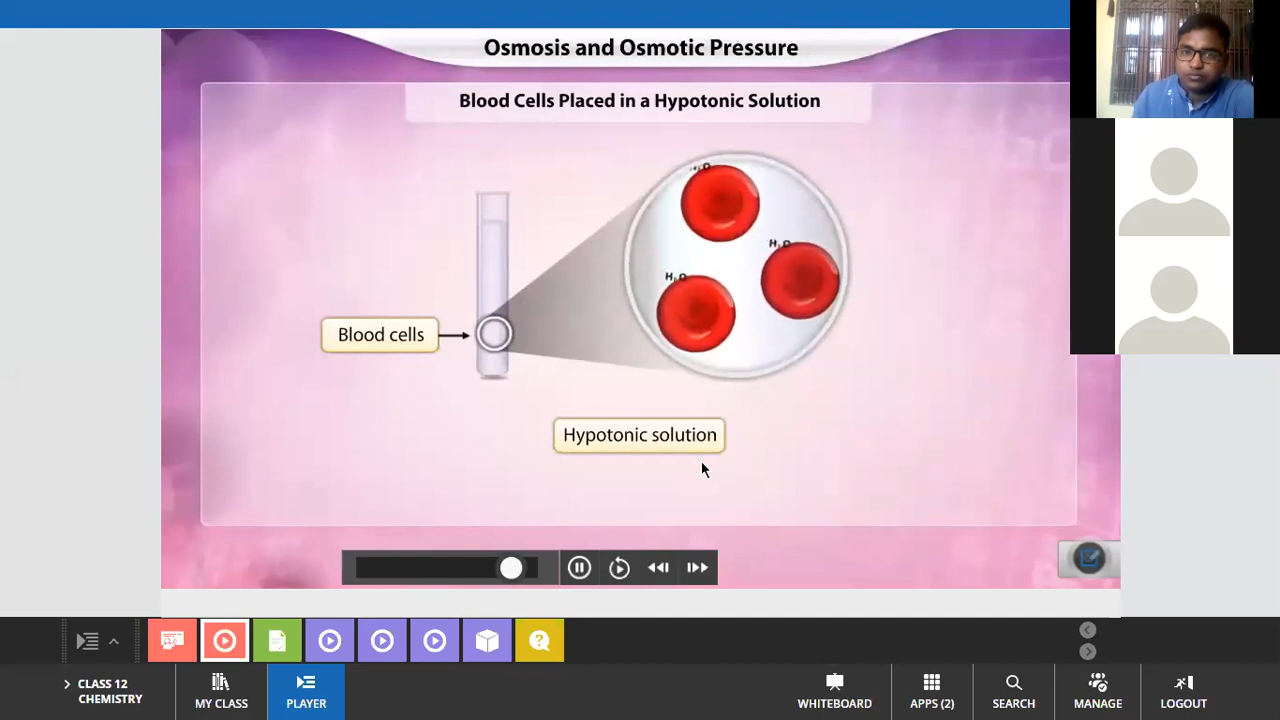 Osmosis and Osmotic Pressure
Blood Cells Placed in a Hypotonic Solution
H₂O
H₂O
H₂O
Blood cells
Hypotonic solution
CLASS 12
CHEMISTRY
MY CLASS
PLAYER
WHITEBOARD
APPS (2)
SEARCH
MANAGE
LOGOUT